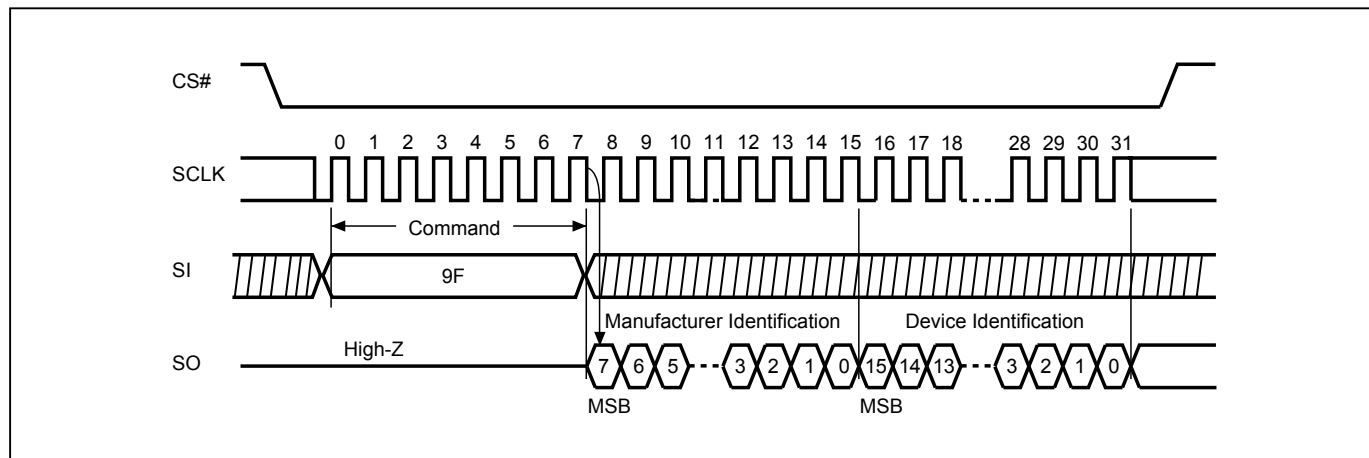 CS#
0 1 2 3 4 5 6 7 8 9 10 11 12 13 14 15 16 17 18 28 29 30 31
SCLK
Command
SI
9F
Manufacturer Identification Device Identification
High-Z
SO
7 6 5 3 2 1 0 15 14 13 3 2 1 0
MSB MSB